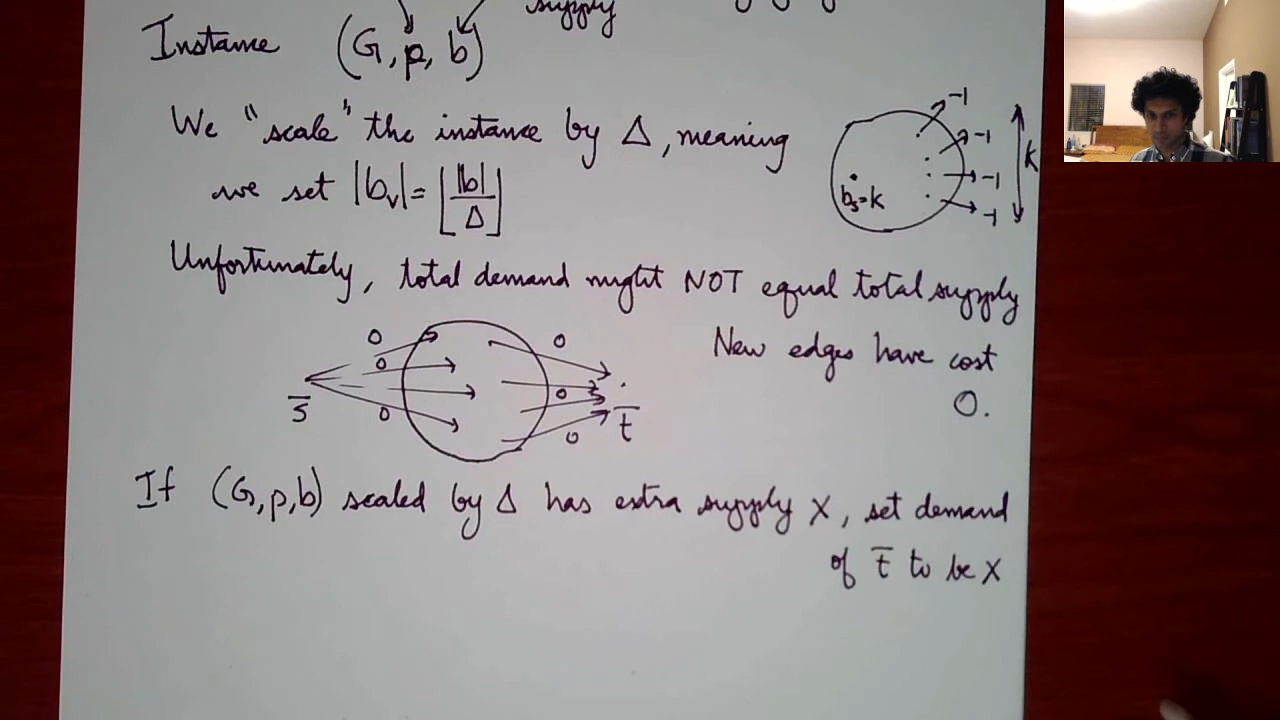 supply
Instance (G, p, b)
We "scale" the instance by Δ, meaning
we set |b_v| = ⌊|b|/Δ⌋
b_s=k
-1
-1
-1
-1
k
Unfortunately, total demand might NOT equal total supply
0
0
0
s̅
0
0
0
t̅
New edges have cost
0.
If (G, p, b) scaled by Δ has extra supply x, set demand
of t̅ to be x